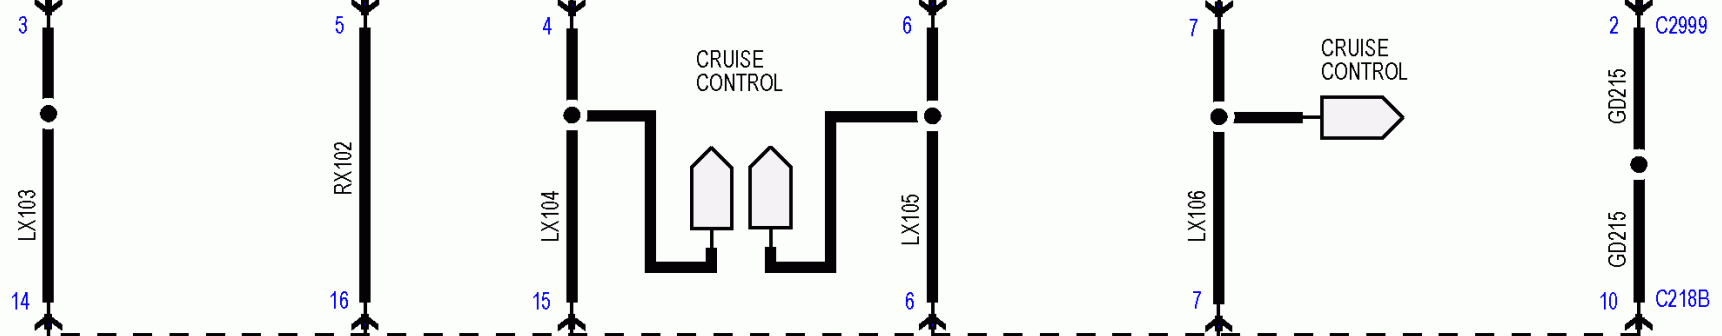 3
5
4
6
7
2
C2999
CRUISE
CONTROL
CRUISE
CONTROL
LX103
RX102
LX104
LX105
LX106
GD215
GD215
14
16
15
6
7
10
C218B